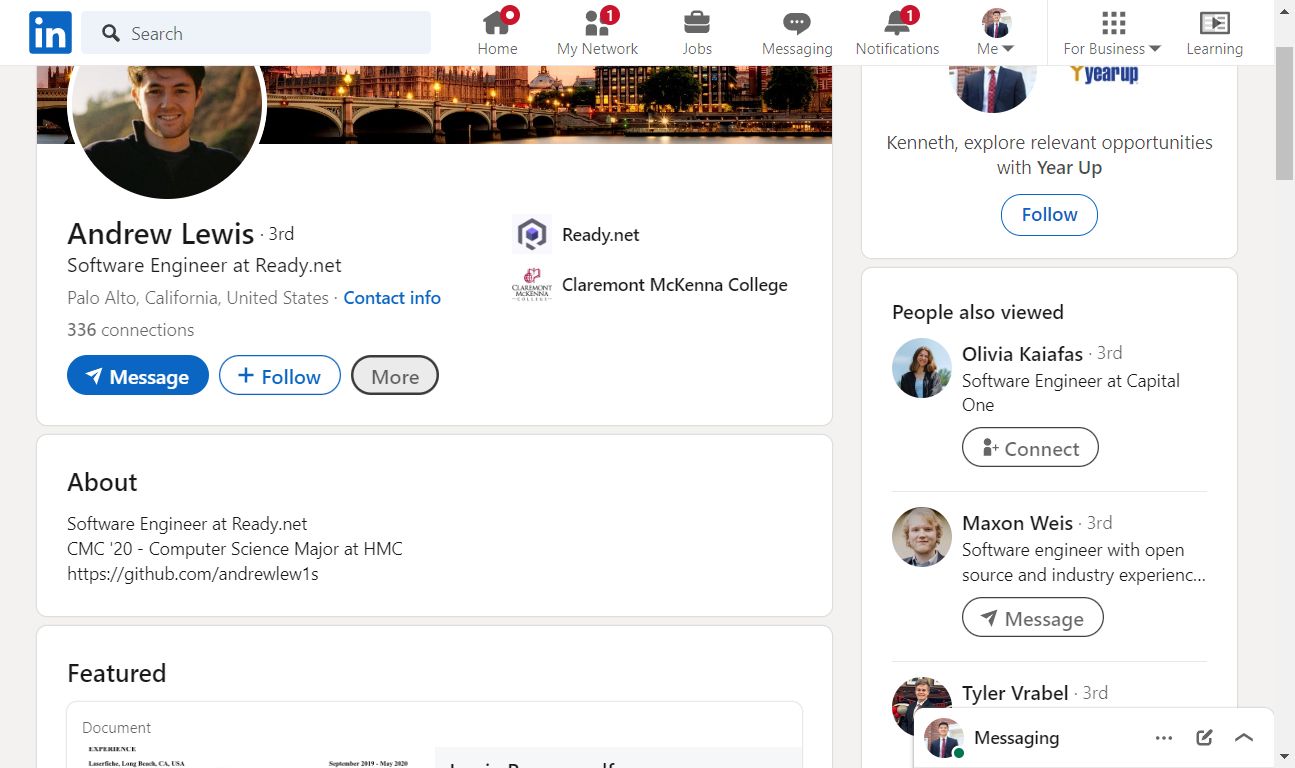 in
Search
Home
1
My Network
Jobs
Messaging
1
Notifications
Me
For Business
Learning
year up
Kenneth, explore relevant opportunities
with Year Up
Follow
Andrew Lewis · 3rd
Software Engineer at Ready.net
Palo Alto, California, United States · Contact info
336 connections
Message
+ Follow
More
Ready.net
CLAREMONT
MCKENNA
COLLEGE
Claremont McKenna College
About
Software Engineer at Ready.net
CMC '20 - Computer Science Major at HMC
https://github.com/andrewlew1s
Featured
Document
EXPERIENCE
Laserfiche, Long Beach, CA, USA
September 2019 - May 2020
People also viewed
Olivia Kaiafas · 3rd
Software Engineer at Capital
One
Connect
Maxon Weis · 3rd
Software engineer with open
source and industry experienc...
Message
Tyler Vrabel · 3rd
Messaging